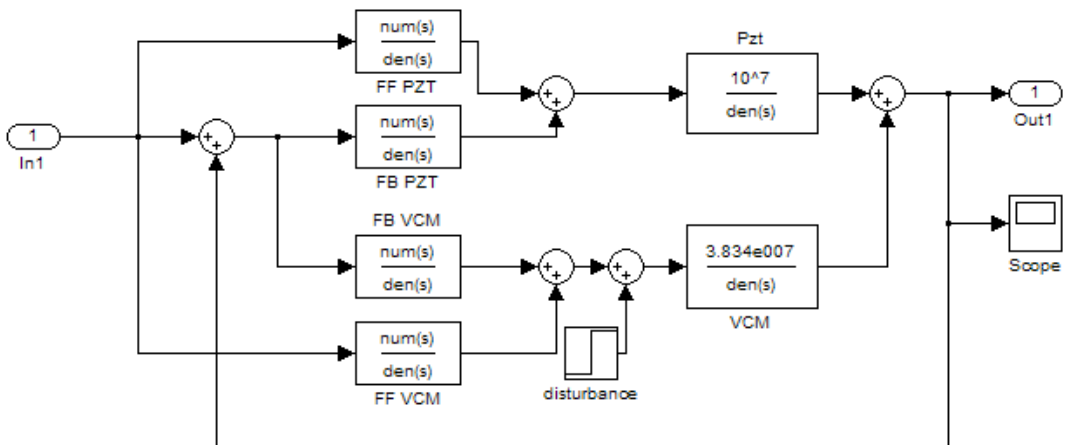 num(s)
den(s)
FF PZT
Pzt
10^7
den(s)
+
+
+
+
1
Out1
1
In1
+
+
num(s)
den(s)
FB PZT
FB VCM
num(s)
den(s)
+
+
+
+
3.834e007
den(s)
VCM
Scope
num(s)
den(s)
FF VCM
disturbance